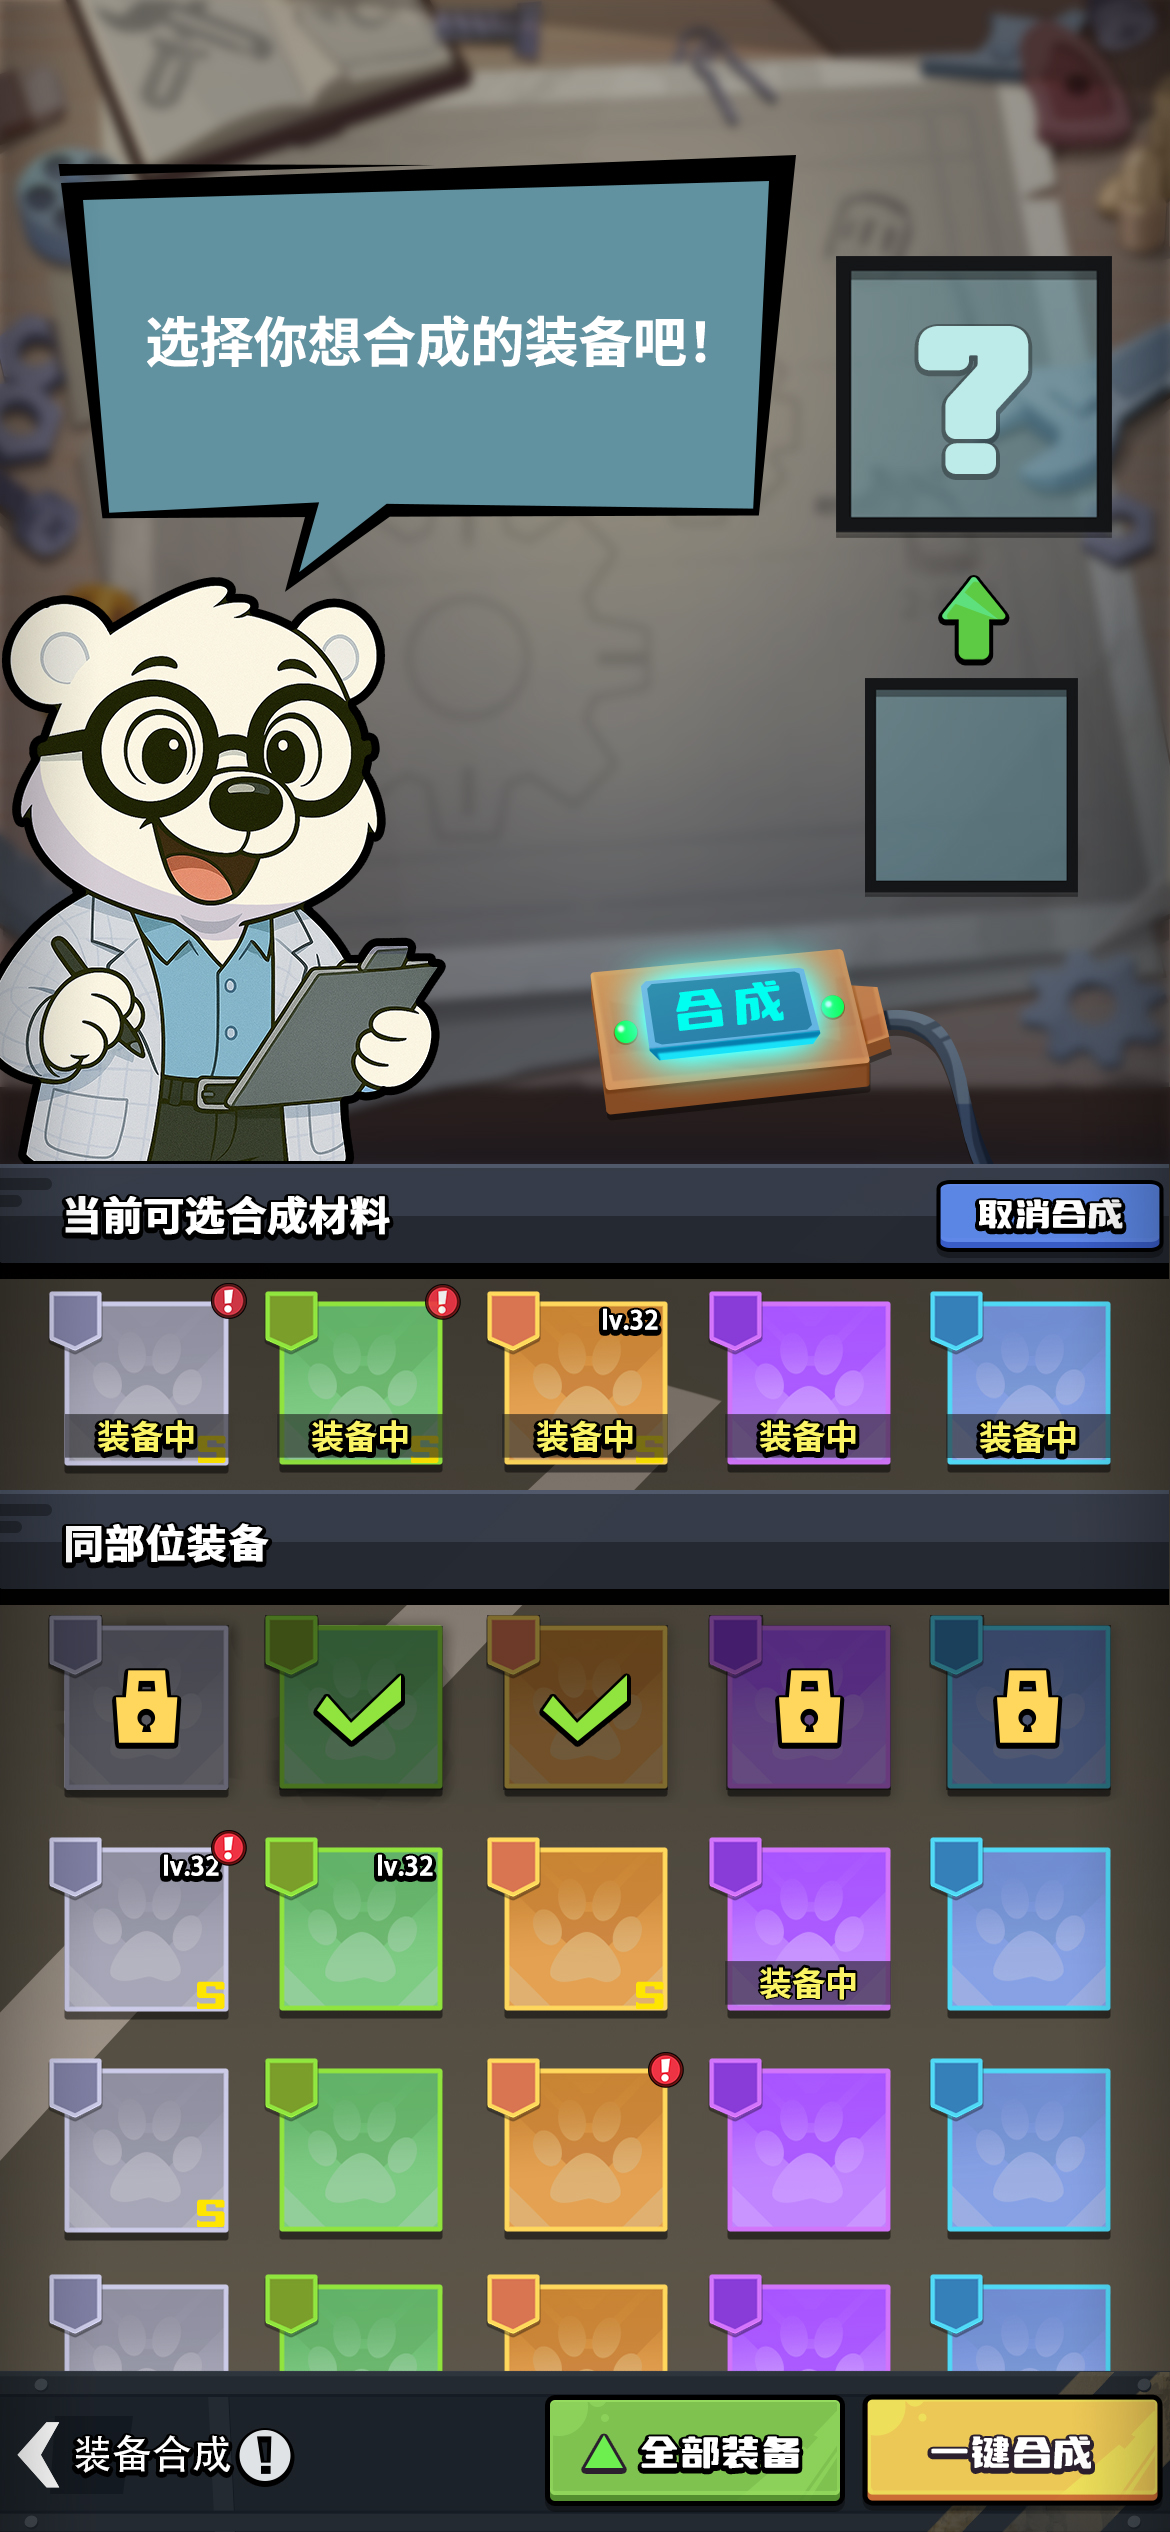 选择你想合成的装备吧！
合成
当前可选合成材料
取消合成
lv.32
装备中 S
装备中 S
装备中 S
装备中
装备中
同部位装备
lv.32
lv.32
S
S
装备中
S
装备合成
全部装备
一键合成